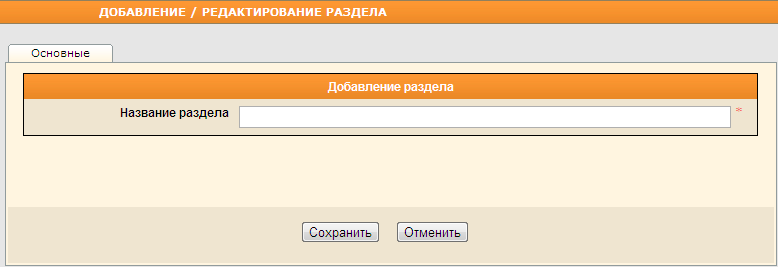 ДОБАВЛЕНИЕ / РЕДАКТИРОВАНИЕ РАЗДЕЛА
Основные
Добавление раздела
Название раздела *
Сохранить Отменить